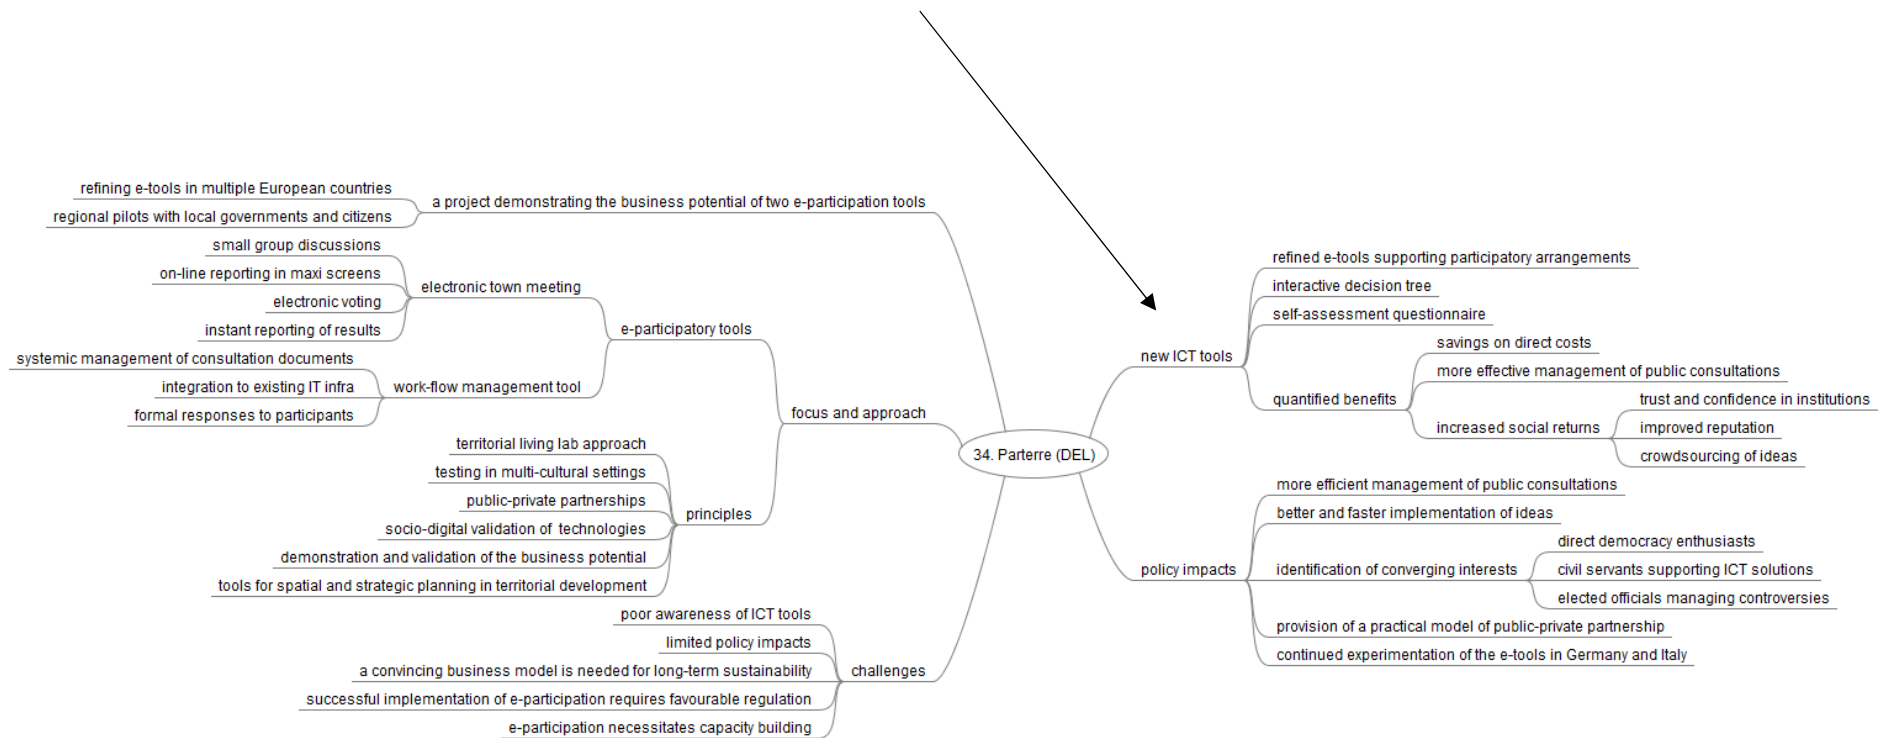 refining e-tools in multiple European countries
regional pilots with local governments and citizens
a project demonstrating the business potential of two e-participation tools
small group discussions
on-line reporting in maxi screens
electronic voting
instant reporting of results
electronic town meeting
systemic management of consultation documents
integration to existing IT infra
formal responses to participants
work-flow management tool
e-participatory tools
territorial living lab approach
testing in multi-cultural settings
public-private partnerships
socio-digital validation of technologies
demonstration and validation of the business potential
tools for spatial and strategic planning in territorial development
principles
focus and approach
poor awareness of ICT tools
limited policy impacts
a convincing business model is needed for long-term sustainability
successful implementation of e-participation requires favourable regulation
e-participation necessitates capacity building
challenges
34. Parterre (DEL)
new ICT tools
refined e-tools supporting participatory arrangements
interactive decision tree
self-assessment questionnaire
quantified benefits
savings on direct costs
more effective management of public consultations
increased social returns
trust and confidence in institutions
improved reputation
crowdsourcing of ideas
policy impacts
more efficient management of public consultations
better and faster implementation of ideas
identification of converging interests
direct democracy enthusiasts
civil servants supporting ICT solutions
elected officials managing controversies
provision of a practical model of public-private partnership
continued experimentation of the e-tools in Germany and Italy